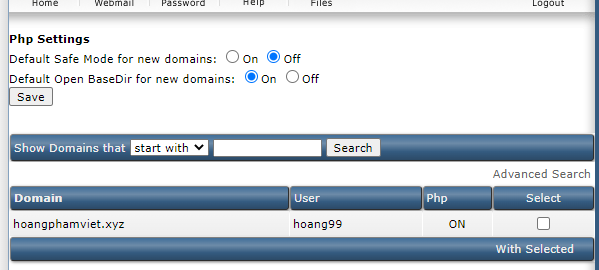 Home Webmail Password Help Files Logout
Php Settings
Default Safe Mode for new domains: On Off
Default Open BaseDir for new domains: On Off
Save
Show Domains that start with Search
Advanced Search
Domain User Php Select
hoangphamviet.xyz hoang99 ON
With Selected